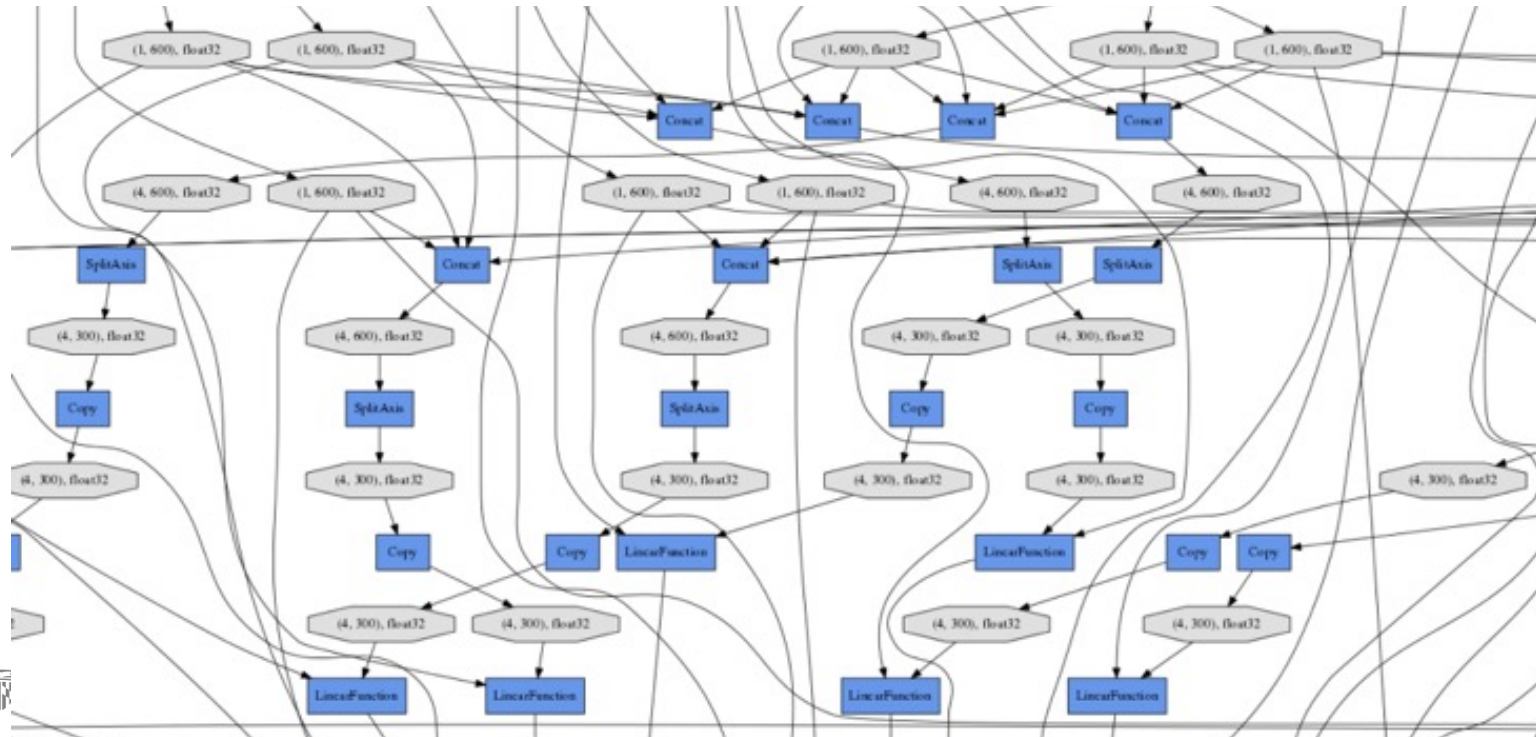 (1, 600), float32 (1, 600), float32 (1, 600), float32 (1, 600), float32 (1, 600), float32
Concat Concat Concat Concat
(4, 600), float32 (1, 600), float32 (1, 600), float32 (1, 600), float32 (4, 600), float32 (4, 600), float32
SplitAxis Concat Concat SplitAxis SplitAxis
(4, 300), float32 (4, 600), float32 (4, 600), float32 (4, 300), float32 (4, 300), float32
Copy SplitAxis SplitAxis Copy Copy
(4, 300), float32 (4, 300), float32 (4, 300), float32 (4, 300), float32 (4, 300), float32 (4, 300), float32
Copy Copy LinearFunction LinearFunction Copy Copy
(4, 300), float32 (4, 300), float32 (4, 300), float32 (4, 300), float32
LinearFunction LinearFunction LinearFunction LinearFunction